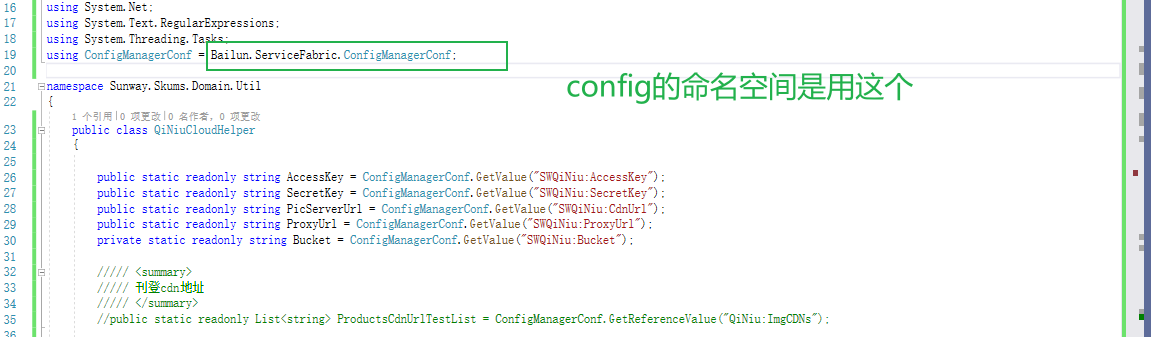 16 using System.Net;
17 using System.Text.RegularExpressions;
18 using System.Threading.Tasks;
19 using ConfigManagerConf = Bailun.ServiceFabric.ConfigManagerConf;
20
config的命名空间是用这个
21 namespace Sunway.Skums.Domain.Util
22 {
1 个引用|0 项更改|0 名作者, 0 项更改
23 public class QiNiuCloudHelper
24 {
25
26 public static readonly string AccessKey = ConfigManagerConf.GetValue("SWQiNiu:AccessKey");
27 public static readonly string SecretKey = ConfigManagerConf.GetValue("SWQiNiu:SecretKey");
28 public static readonly string PicServerUrl = ConfigManagerConf.GetValue("SWQiNiu:CdnUrl");
29 public static readonly string ProxyUrl = ConfigManagerConf.GetValue("SWQiNiu:ProxyUrl");
30 private static readonly string Bucket = ConfigManagerConf.GetValue("SWQiNiu:Bucket");
31
32 ///// <summary>
33 ///// 刊登cdn地址
34 ///// </summary>
35 //public static readonly List<string> ProductsCdnUrlTestList = ConfigManagerConf.GetReferenceValue("QiNiu:ImgCDNs");
36